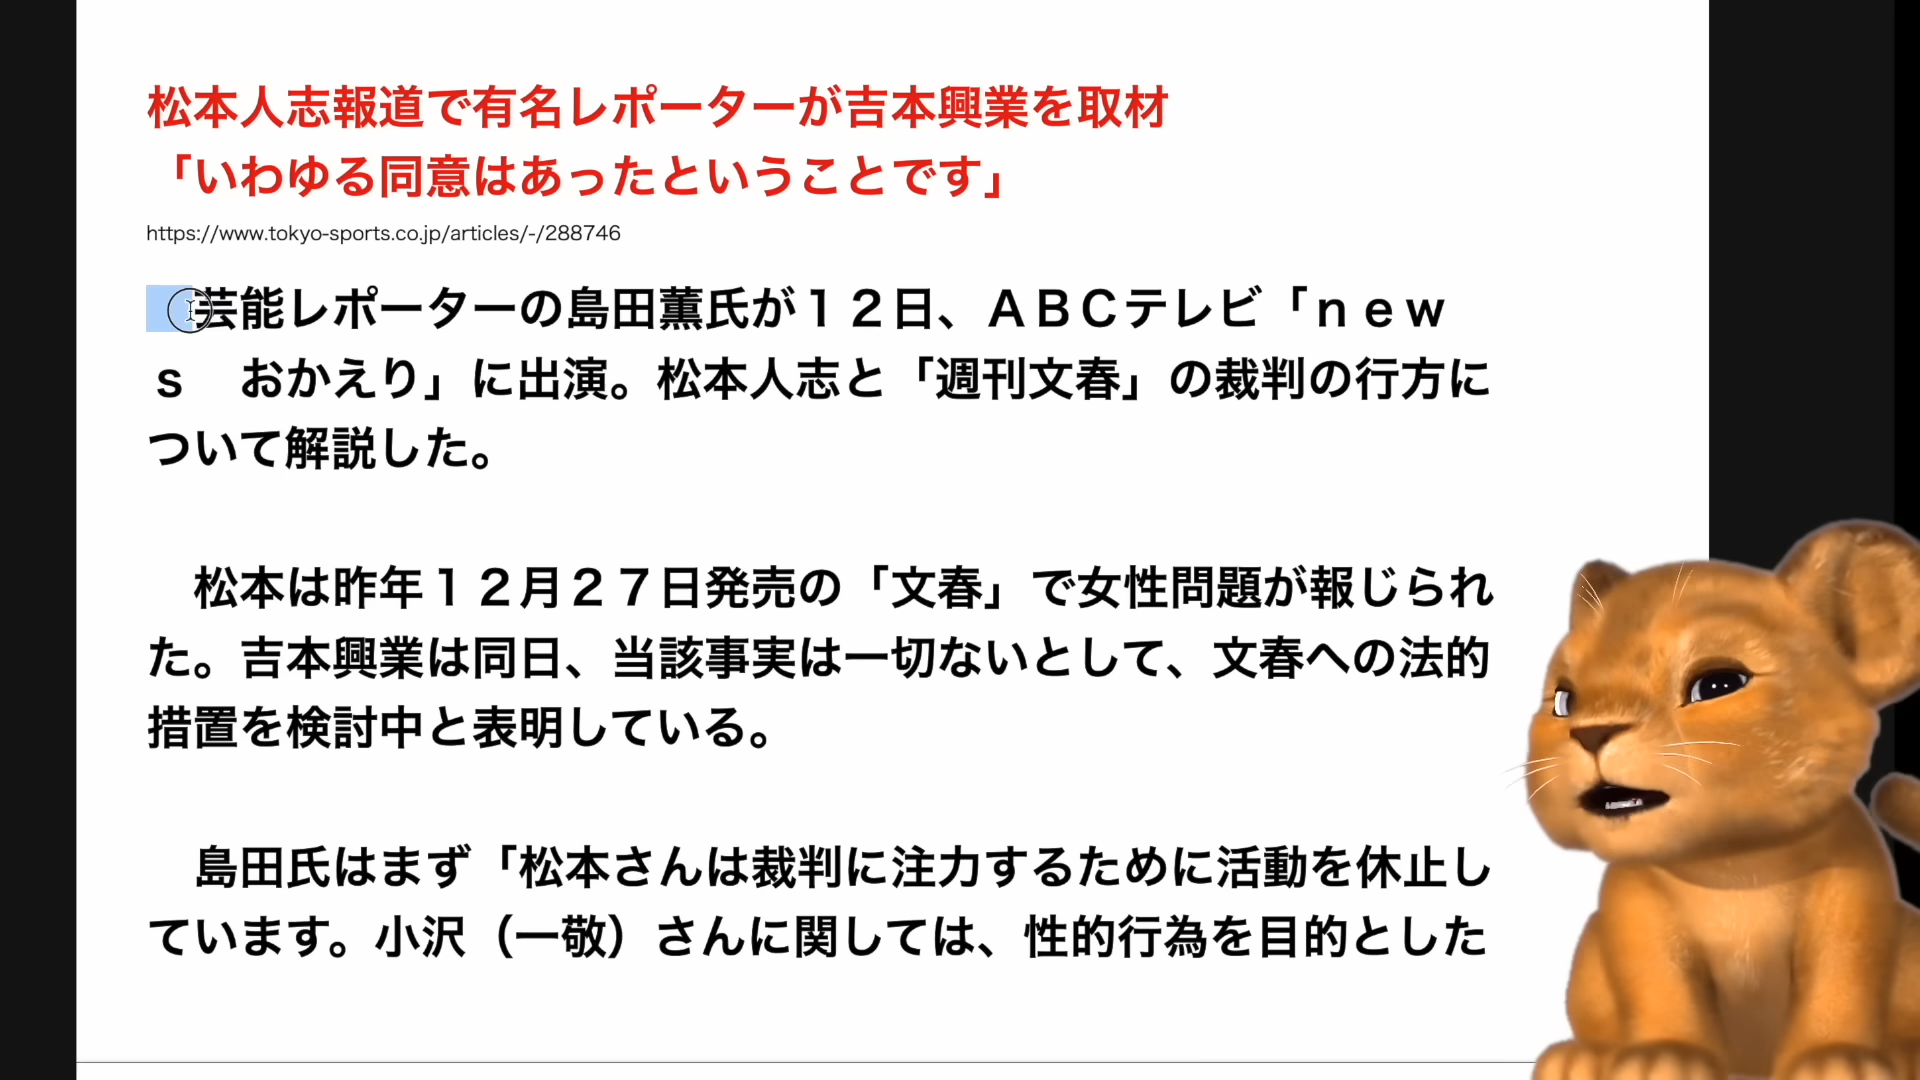 松本人志報道で有名レポーターが吉本興業を取材
「いわゆる同意はあったということです」
https://www.tokyo-sports.co.jp/articles/-/288746
　芸能レポーターの島田薫氏が１２日、ＡＢＣテレビ「ｎｅｗ
ｓ　おかえり」に出演。松本人志と「週刊文春」の裁判の行方に
ついて解説した。
　松本は昨年１２月２７日発売の「文春」で女性問題が報じられ
た。吉本興業は同日、当該事実は一切ないとして、文春への法的
措置を検討中と表明している。
　島田氏はまず「松本さんは裁判に注力するために活動を休止し
ています。小沢（一敬）さんに関しては、性的行為を目的とした